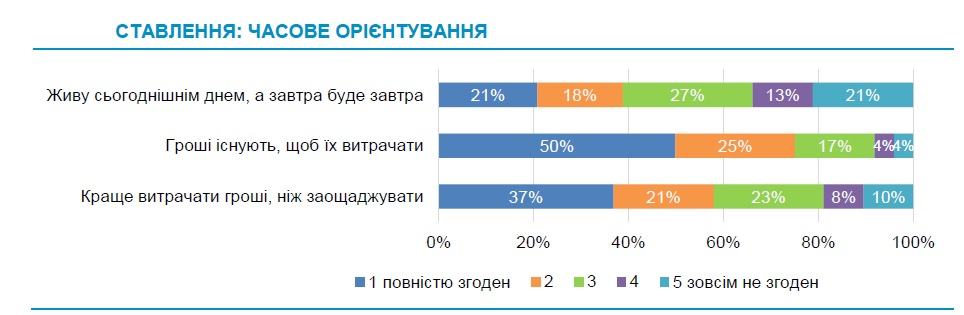 СТАВЛЕННЯ: ЧАСОВЕ ОРІЄНТУВАННЯ
Живу сьогоднішнім днем, а завтра буде завтра 21% 18% 27% 13% 21%
Гроші існують, щоб їх витрачати 50% 25% 17% 4% 4%
Краще витрачати гроші, ніж заощаджувати 37% 21% 23% 8% 10%
0% 20% 40% 60% 80% 100%
1 повністю згоден 2 3 4 5 зовсім не згоден